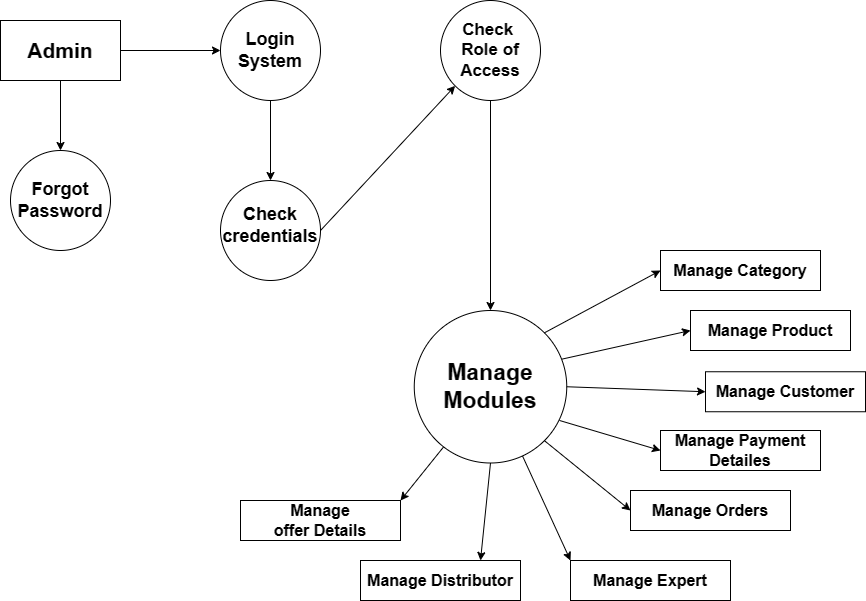 Admin
Login
System
Check
Role of
Access
Forgot
Password
Check
credentials
Manage Category
Manage Product
Manage
Modules
Manage Customer
Manage Payment
Detailes
Manage Orders
Manage
offer Details
Manage Distributor
Manage Expert